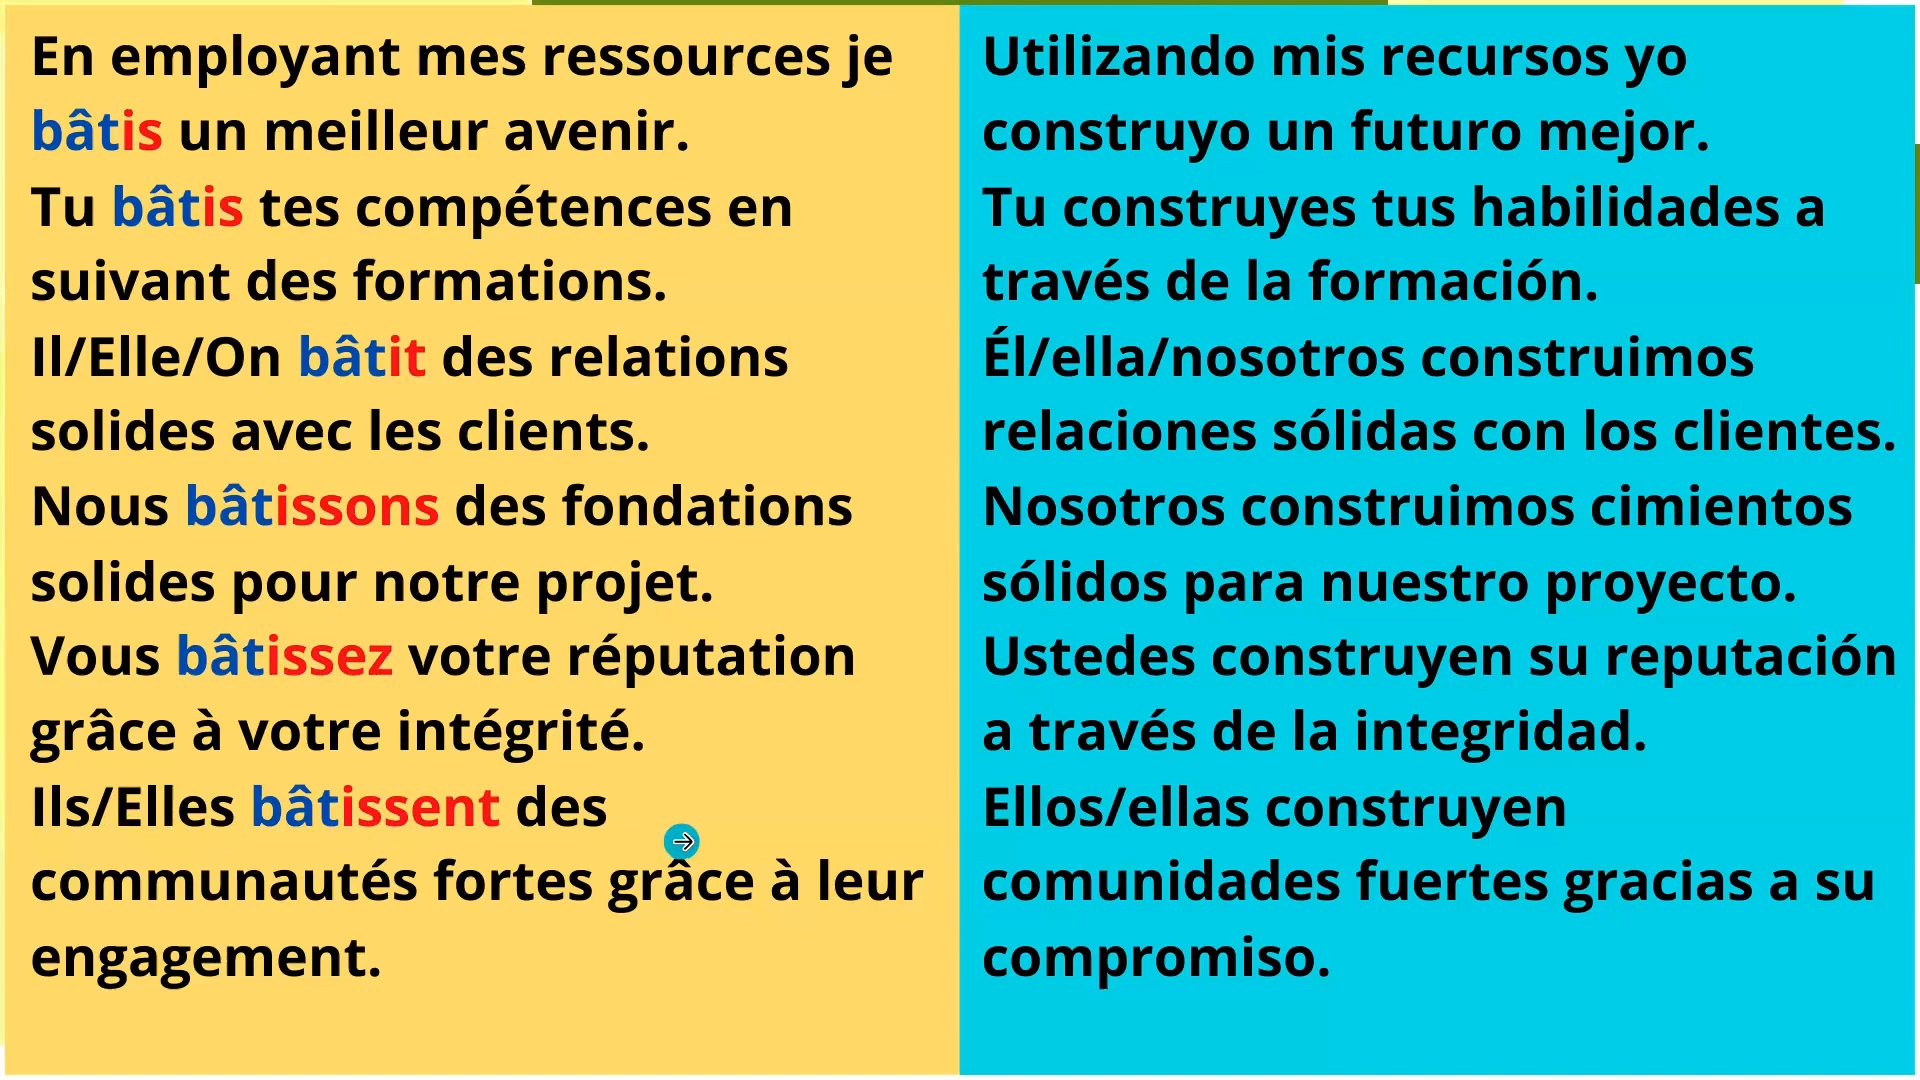 En employant mes ressources je
bâtis un meilleur avenir.
Tu bâtis tes compétences en
suivant des formations.
Il/Elle/On bâtit des relations
solides avec les clients.
Nous bâtissons des fondations
solides pour notre projet.
Vous bâtissez votre réputation
grâce à votre intégrité.
Ils/Elles bâtissent des
communautés fortes grâce à leur
engagement.
Utilizando mis recursos yo
construyo un futuro mejor.
Tu construyes tus habilidades a
través de la formación.
Él/ella/nosotros construimos
relaciones sólidas con los clientes.
Nosotros construimos cimientos
sólidos para nuestro proyecto.
Ustedes construyen su reputación
a través de la integridad.
Ellos/ellas construyen
comunidades fuertes gracias a su
compromiso.